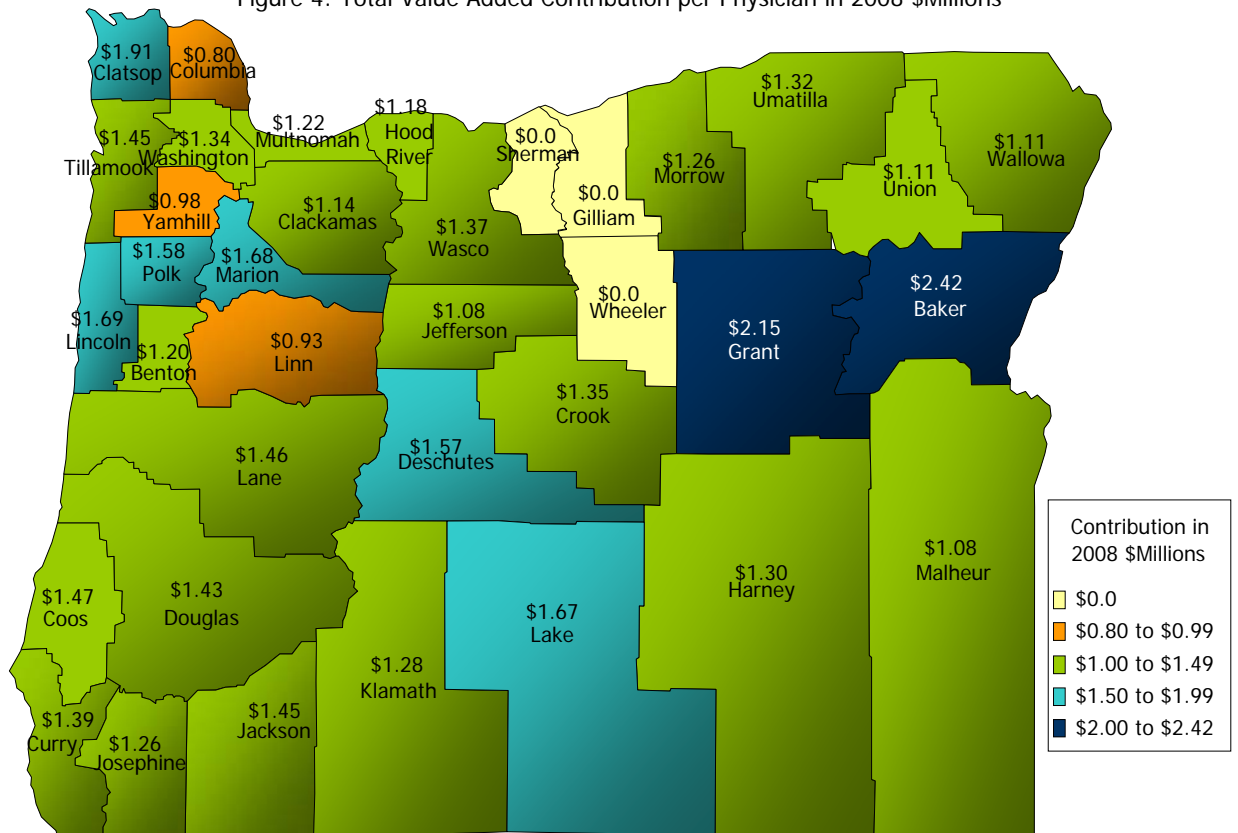 Figure 4: Total Value Added Contribution per Physician in 2008 $Millions
$1.91
Clatsop
$0.80
Columbia
$1.45
Tillamook
$1.34
Washington
$1.22
Multnomah
$1.18
Hood
River
$0.0
Sherman
$0.0
Gilliam
$1.26
Morrow
$1.32
Umatilla
$1.11
Union
$1.11
Wallowa
$0.98
Yamhill
$1.14
Clackamas
$1.37
Wasco
$1.58
Polk
$1.68
Marion
$1.69
Lincoln
$1.20
Benton
$0.93
Linn
$1.08
Jefferson
$0.0
Wheeler
$2.15
Grant
$2.42
Baker
$1.35
Crook
$1.46
Lane
$1.57
Deschutes
$1.47
Coos
$1.43
Douglas
$1.67
Lake
$1.30
Harney
$1.08
Malheur
$1.39
Curry
$1.26
Josephine
$1.45
Jackson
$1.28
Klamath
Contribution in
2008 $Millions
$0.0
$0.80 to $0.99
$1.00 to $1.49
$1.50 to $1.99
$2.00 to $2.42